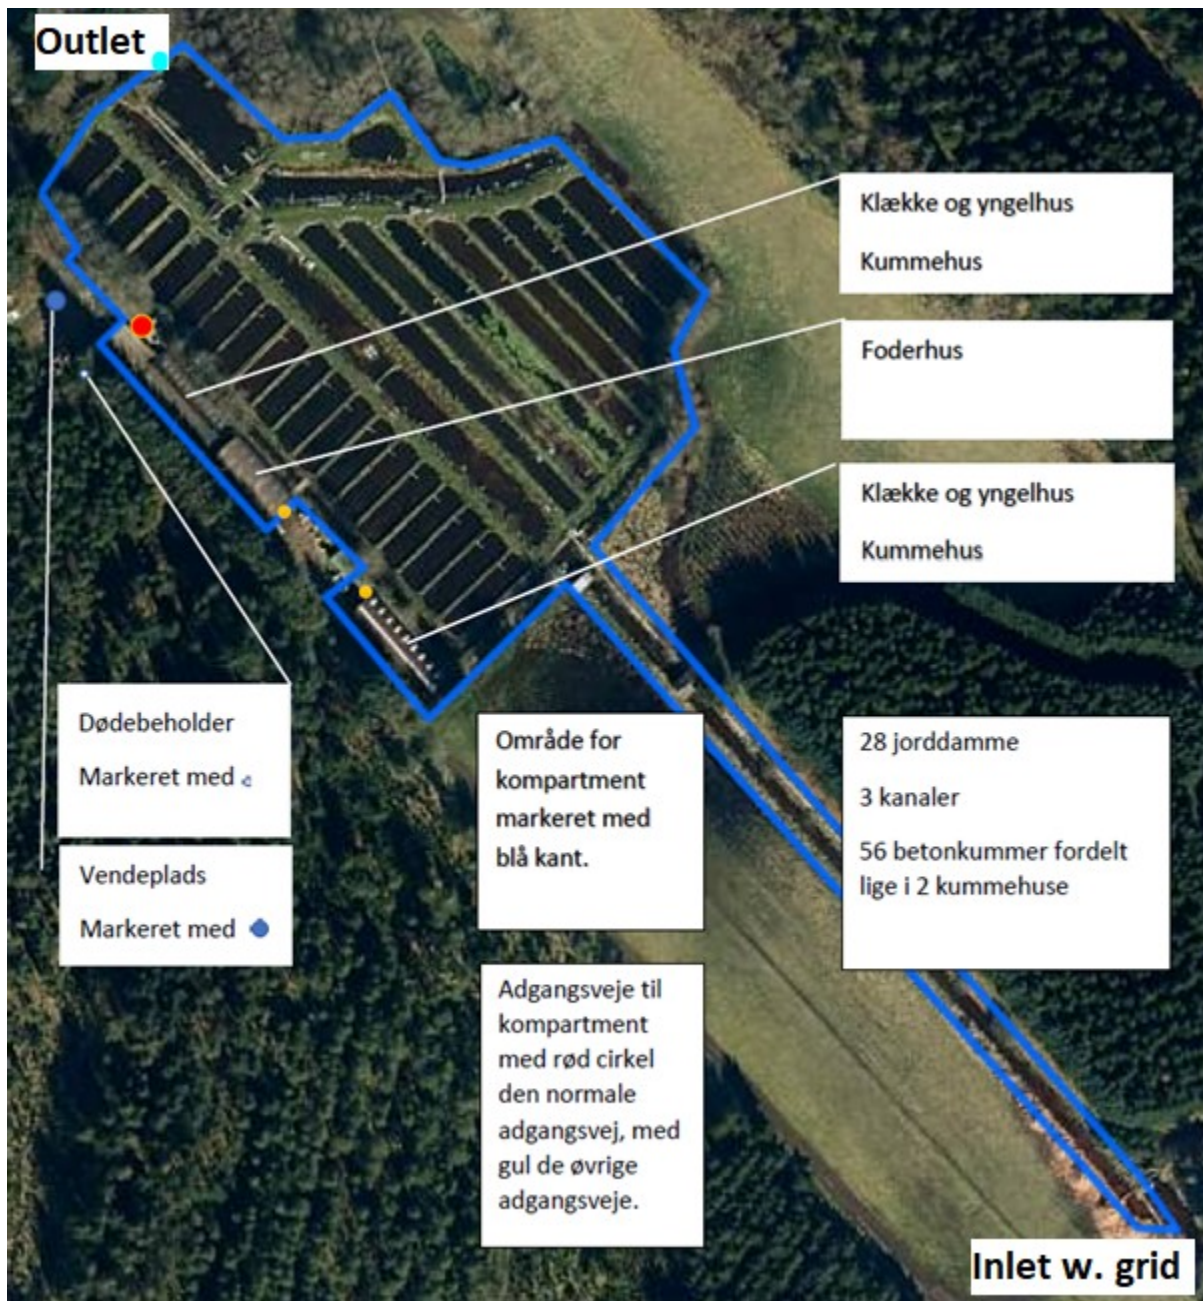 Outlet
Klække og yngelhus
Kummehus
Foderhus
Klække og yngelhus
Kummehus
Dødebeholder
Markeret med
Vendeplads
Markeret med
Område for
kompartment
markeret med
blå kant.
28 jorddamme
3 kanaler
56 betonkummer fordelt
lige i 2 kummehuse
Adgangsveje til
kompartment
med rød cirkel
den normale
adgangsvej, med
gul de øvrige
adgangsveje.
Inlet w. grid